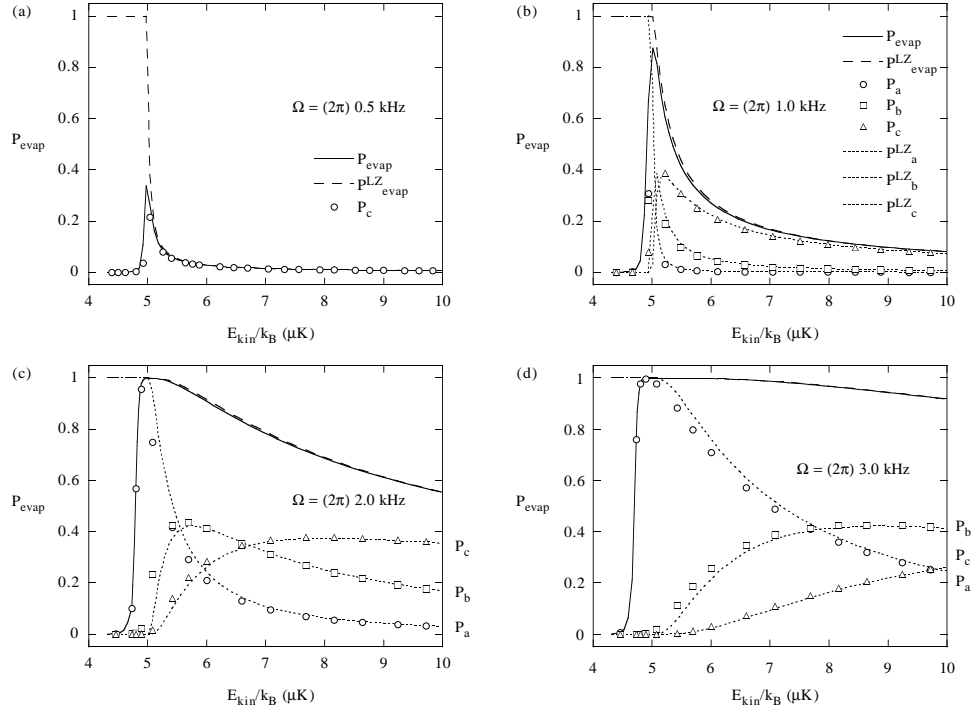 (a)
1
0.8
0.6
0.4
0.2
0
P_evap
Ω = (2π) 0.5 kHz
P_evap
P^LZ_evap
P_c
4 5 6 7 8 9 10
E_kin/k_B (μK)
(b)
1
0.8
0.6
0.4
0.2
0
P_evap
Ω = (2π) 1.0 kHz
P_evap
P^LZ_evap
P_a
P_b
P_c
P^LZ_a
P^LZ_b
P^LZ_c
4 5 6 7 8 9 10
E_kin/k_B (μK)
(c)
1
0.8
0.6
0.4
0.2
0
P_evap
Ω = (2π) 2.0 kHz
P_c
P_b
P_a
4 5 6 7 8 9 10
E_kin/k_B (μK)
(d)
1
0.8
0.6
0.4
0.2
0
P_evap
Ω = (2π) 3.0 kHz
P_b
P_c
P_a
4 5 6 7 8 9 10
E_kin/k_B (μK)